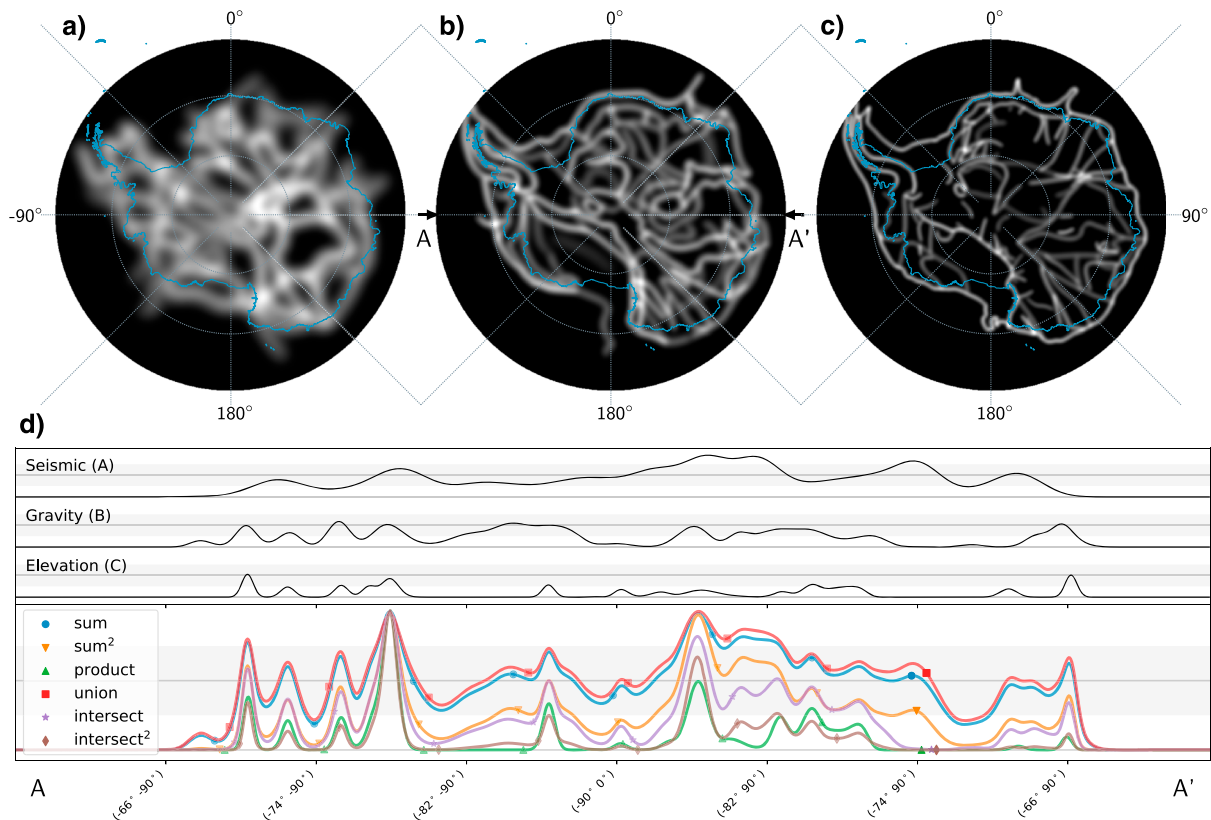 a)
0°
b)
0°
c)
0°
-90°
A
A'
90°
180°
180°
180°
d)
Seismic (A)
Gravity (B)
Elevation (C)
sum
sum²
product
union
intersect
intersect²
A
(-66° -90°)
(-74° -90°)
(-82° -90°)
(-90° 0°)
(-82° 90°)
(-74° 90°)
(-66° 90°)
A'